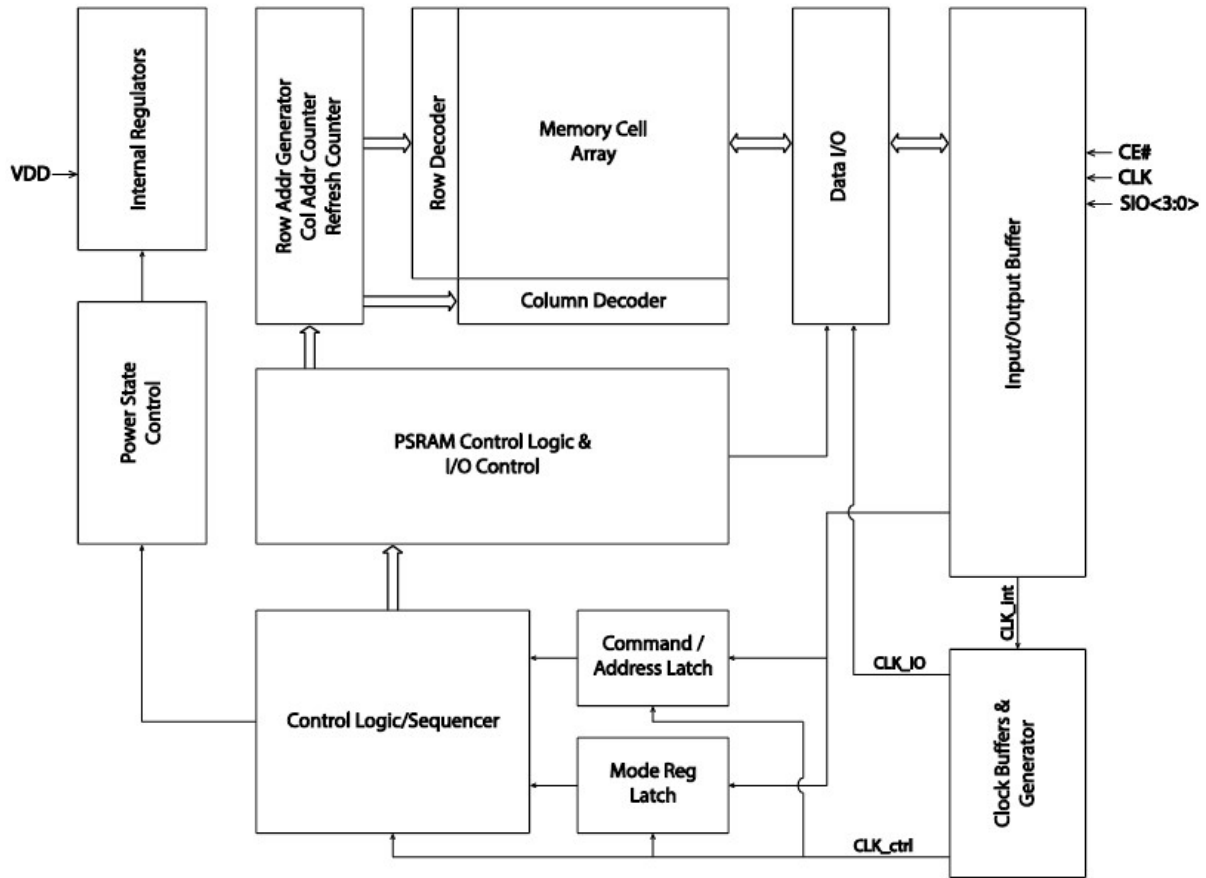 Internal Regulators
VDD
Power State
Control
Row Addr Generator
Col Addr Counter
Refresh Counter
Row Decoder
Memory Cell
Array
Column Decoder
Data I/O
Input/Output Buffer
CE#
CLK
SIO<3:0>
PSRAM Control Logic &
I/O Control
Control Logic/Sequencer
Command /
Address Latch
Mode Reg
Latch
CLK_int
CLK_IO
CLK_ctrl
Clock Buffers &
Generator